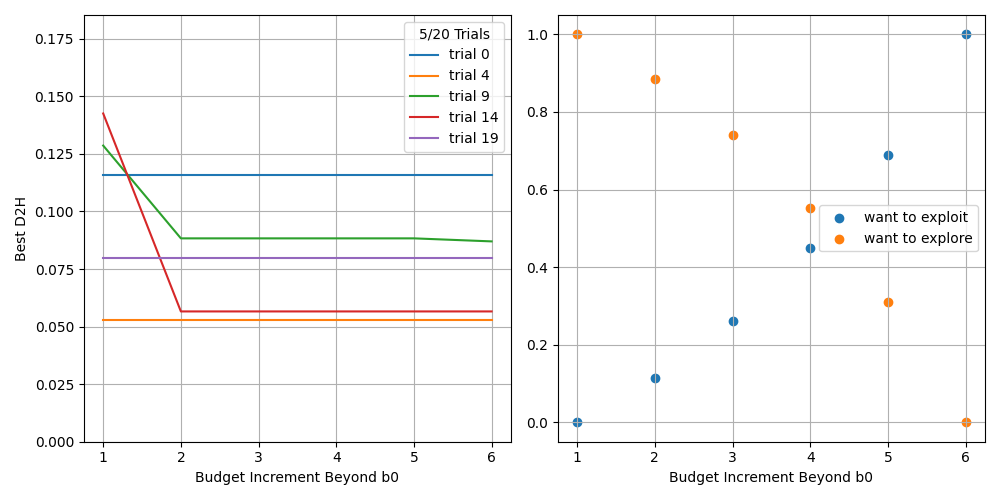 0.175
0.150
0.125
0.100
0.075
0.050
0.025
0.000
Best D2H
1 2 3 4 5 6
Budget Increment Beyond b0
5/20 Trials
trial 0
trial 4
trial 9
trial 14
trial 19
1.0
0.8
0.6
0.4
0.2
0.0
1 2 3 4 5 6
Budget Increment Beyond b0
want to exploit
want to explore